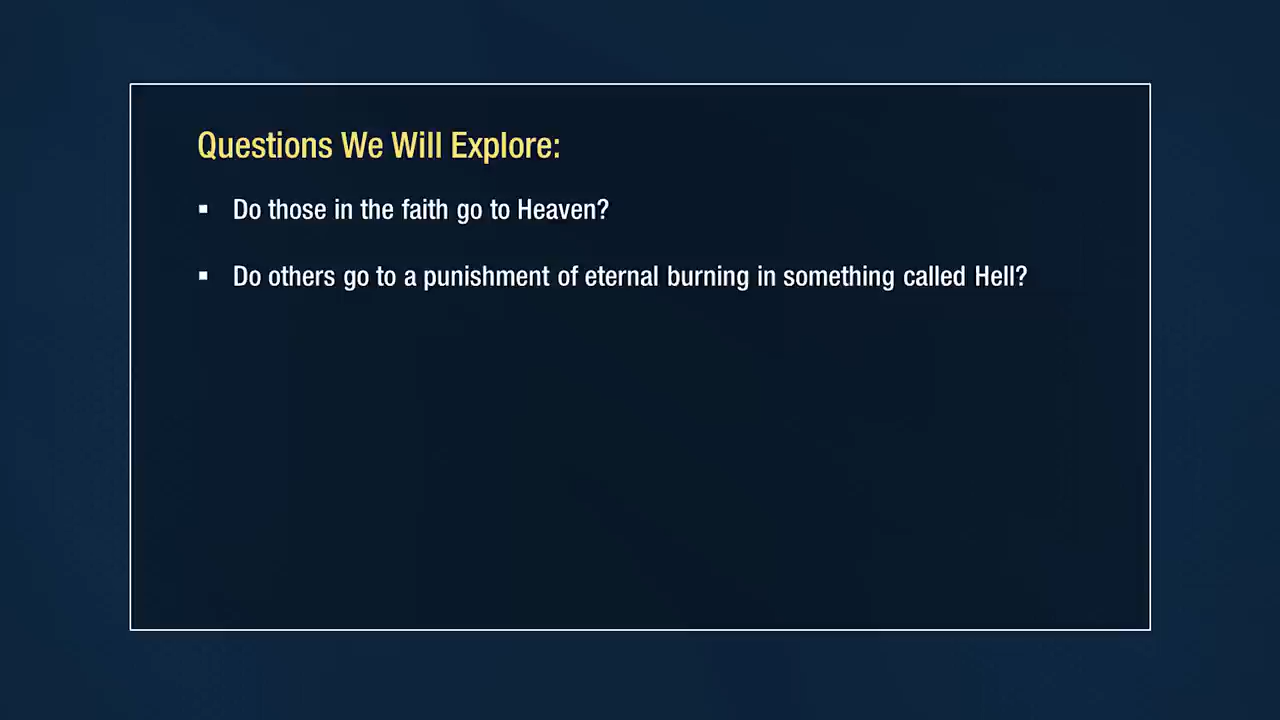 Questions We Will Explore:
▪ Do those in the faith go to Heaven?
▪ Do others go to a punishment of eternal burning in something called Hell?